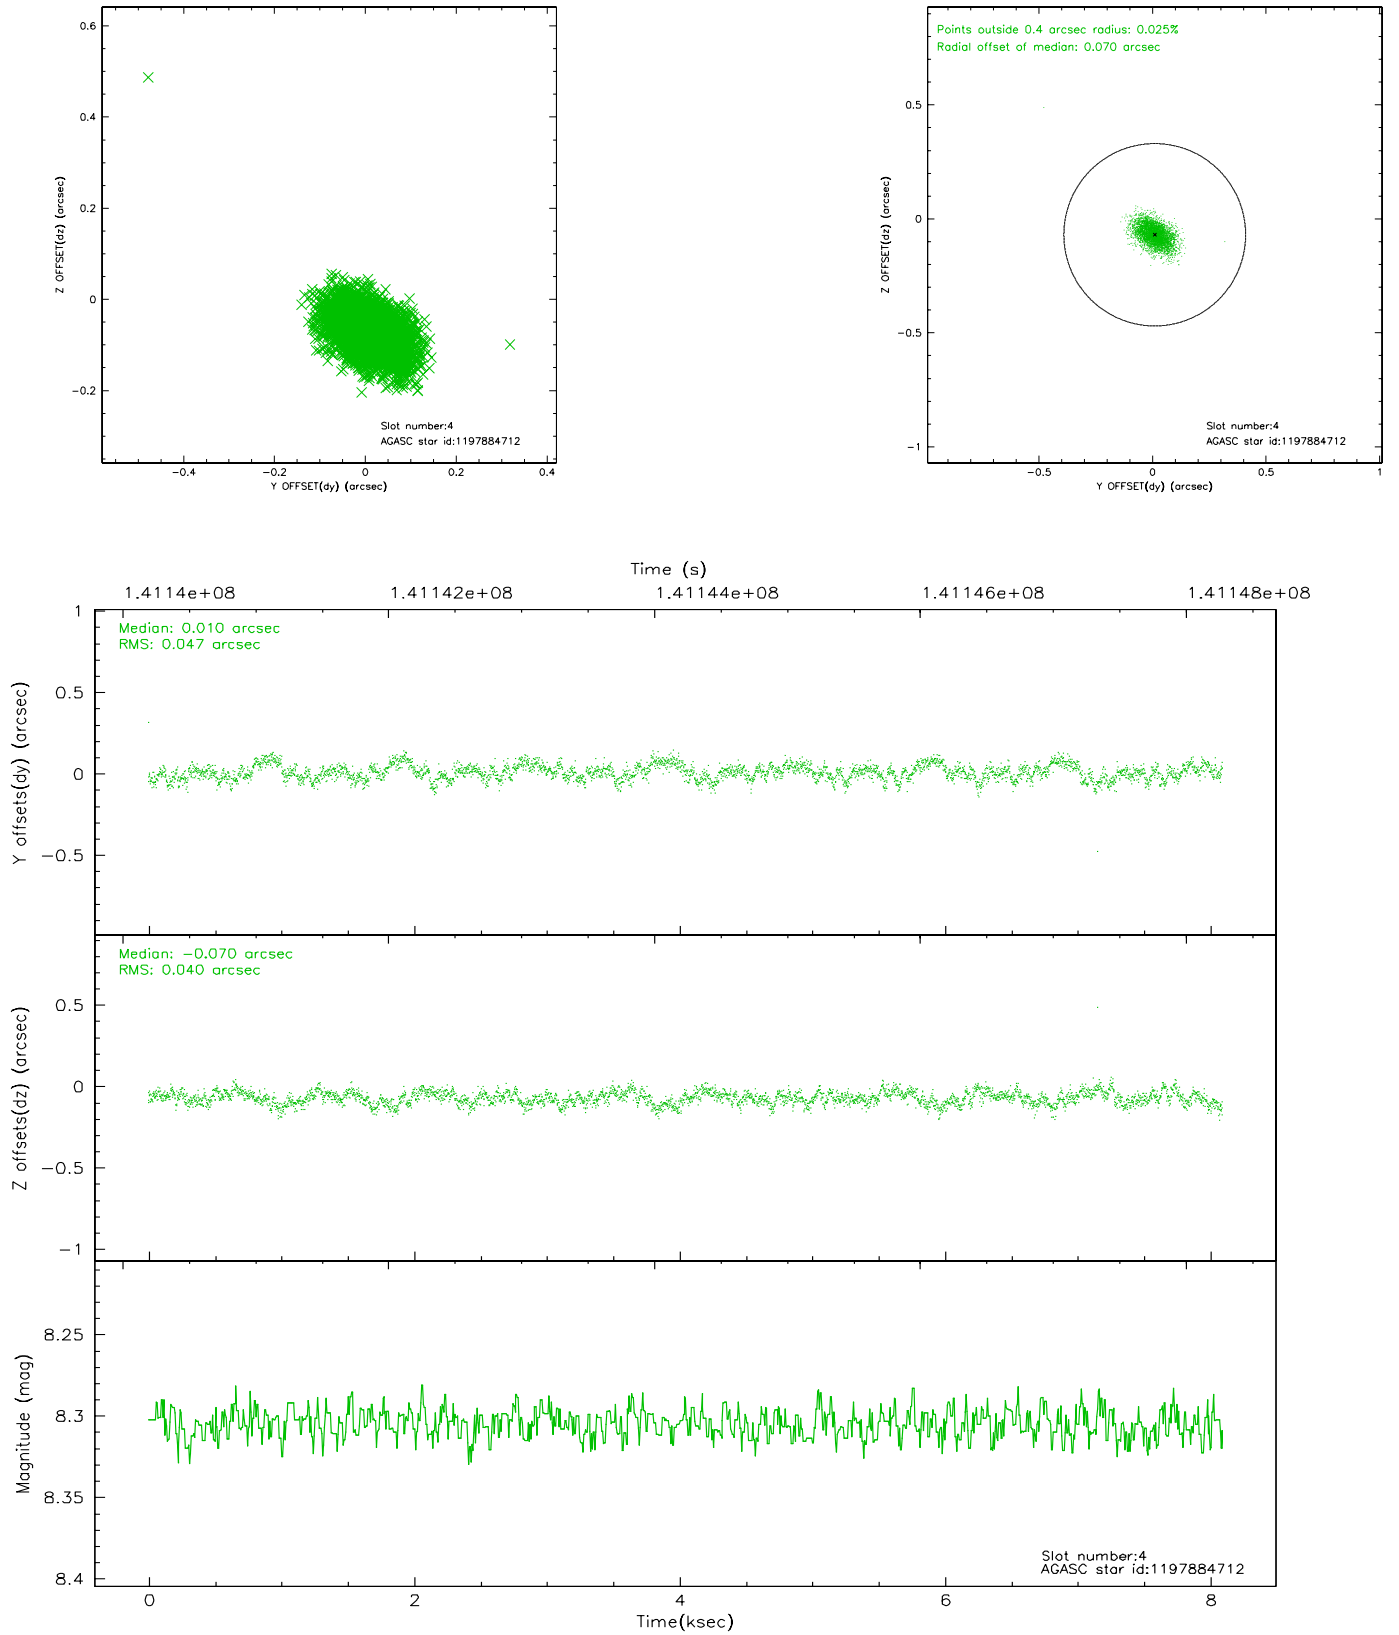 0.6
0.4
0.2
0
−0.2
Z OFFSET(dz) (arcsec)
−0.4
−0.2
0
0.2
0.4
Y OFFSET(dy) (arcsec)
Slot number:4
AGASC star id:1197884712
Points outside 0.4 arcsec radius: 0.025%
Radial offset of median: 0.070 arcsec
0.5
0
−0.5
−1
Z OFFSET(dz) (arcsec)
−0.5
0
0.5
1
Y OFFSET(dy) (arcsec)
Slot number:4
AGASC star id:1197884712
Time (s)
1.4114e+08
1.41142e+08
1.41144e+08
1.41146e+08
1.41148e+08
Median: 0.010 arcsec
RMS: 0.047 arcsec
1
0.5
0
−0.5
Y offsets(dy) (arcsec)
Median: −0.070 arcsec
RMS: 0.040 arcsec
0.5
0
−0.5
−1
Z offsets(dz) (arcsec)
8.25
8.3
8.35
8.4
Magnitude (mag)
Slot number:4
AGASC star id:1197884712
0
2
4
6
8
Time(ksec)